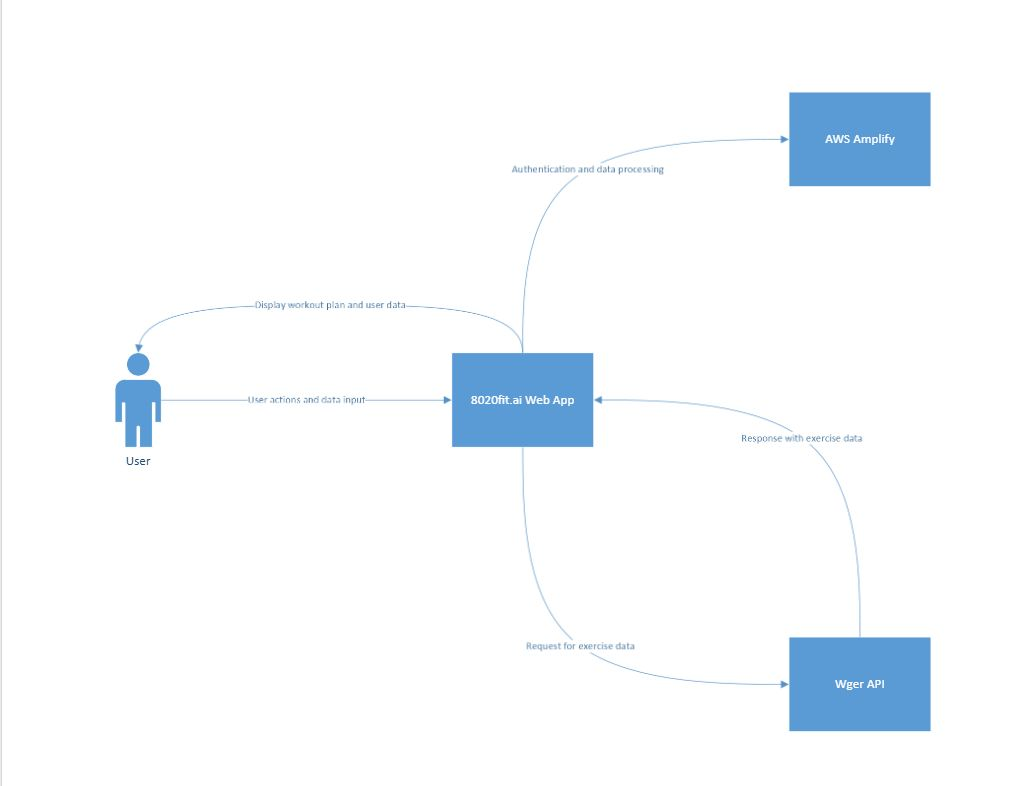 AWS Amplify
Authentication and data processing
Display workout plan and user data
User actions and data input
8020fit.ai Web App
Response with exercise data
User
Request for exercise data
Wger API